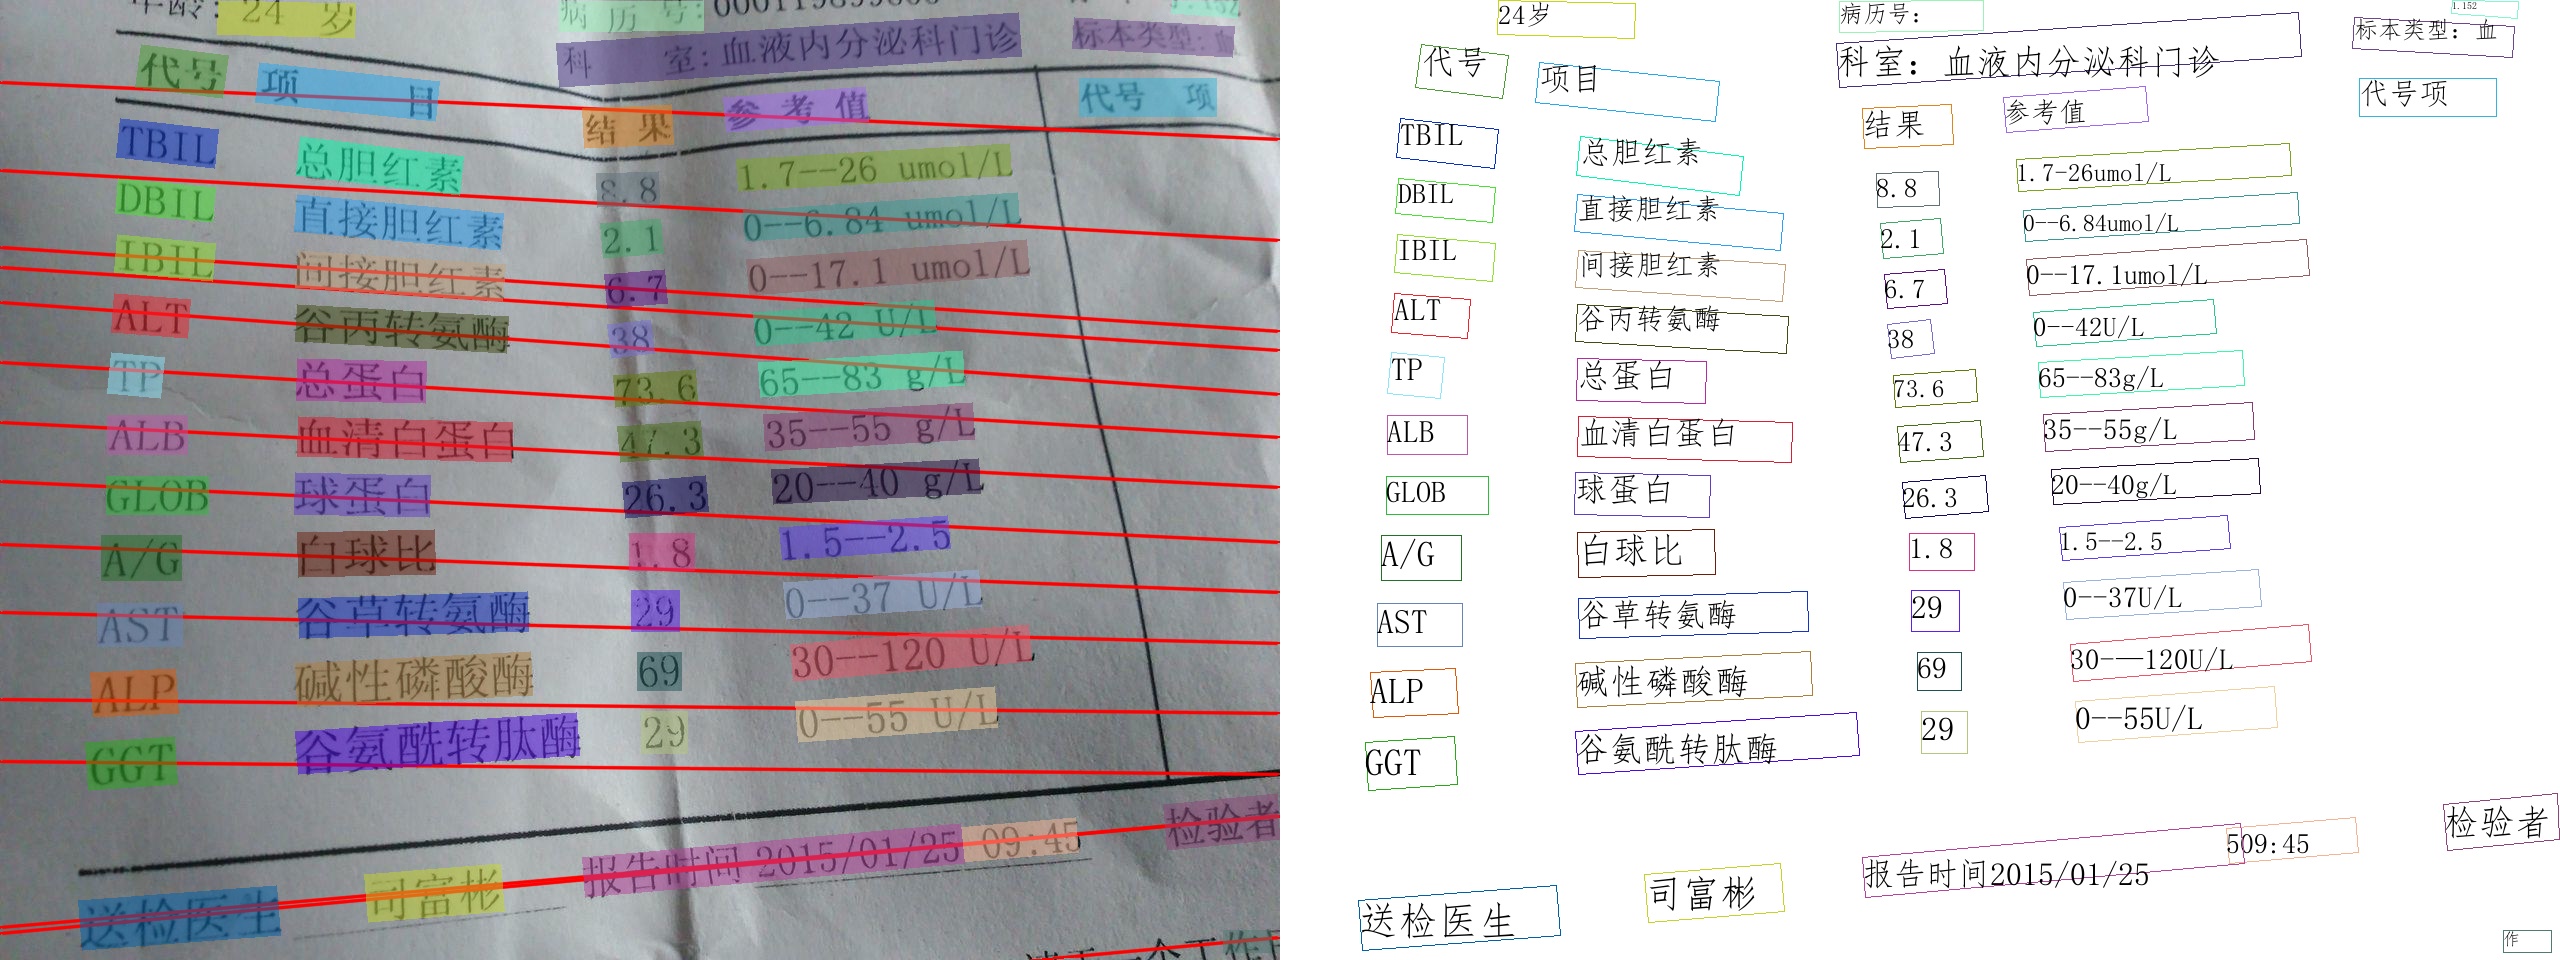 年龄: 24 岁 病历号:
科 室: 血液内分泌科门诊 标本类型: 血
代号 项 目 结 果 参 考 值 代号 项
TBIL 总胆红素 8.8 1.7--26 umol/L
DBIL 直接胆红素 2.1 0--6.84 umol/L
IBIL 间接胆红素 6.7 0--17.1 umol/L
ALT 谷丙转氨酶 38 0--42 U/L
TP 总蛋白 73.6 65--83 g/L
ALB 血清白蛋白 47.3 35--55 g/L
GLOB 球蛋白 26.3 20--40 g/L
A/G 白球比 1.8 1.5--2.5
AST 谷草转氨酶 29 0--37 U/L
ALP 碱性磷酸酶 69 30--120 U/L
GGT 谷氨酰转肽酶 29 0--55 U/L
送检医生 司富彬 报告时间 2015/01/25 09:45 检验者
一个工作
24岁 病历号: 1.152
科室: 血液内分泌科门诊 标本类型: 血
代号 项目 结果 参考值 代号项
TBIL 总胆红素 8.8 1.7-26umol/L
DBIL 直接胆红素 2.1 0--6.84umol/L
IBIL 间接胆红素 6.7 0--17.1umol/L
ALT 谷丙转氨酶 38 0--42U/L
TP 总蛋白 73.6 65--83g/L
ALB 血清白蛋白 47.3 35--55g/L
GLOB 球蛋白 26.3 20--40g/L
A/G 白球比 1.8 1.5--2.5
AST 谷草转氨酶 29 0--37U/L
ALP 碱性磷酸酶 69 30-—120U/L
GGT 谷氨酰转肽酶 29 0--55U/L
送检医生 司富彬 报告时间2015/01/25 509:45 检验者
作